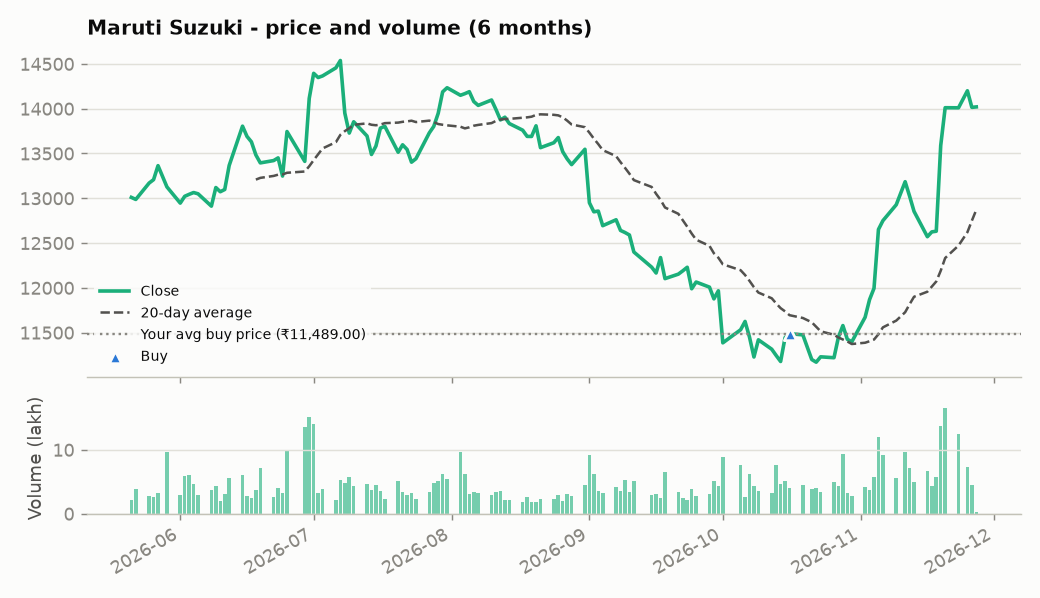 Maruti Suzuki - price and volume (6 months)
14500
14000
13500
13000
12500
12000
11500
Close
20-day average
Your avg buy price (₹11,489.00)
Buy
Volume (lakh)
10
0
2026-06
2026-07
2026-08
2026-09
2026-10
2026-11
2026-12